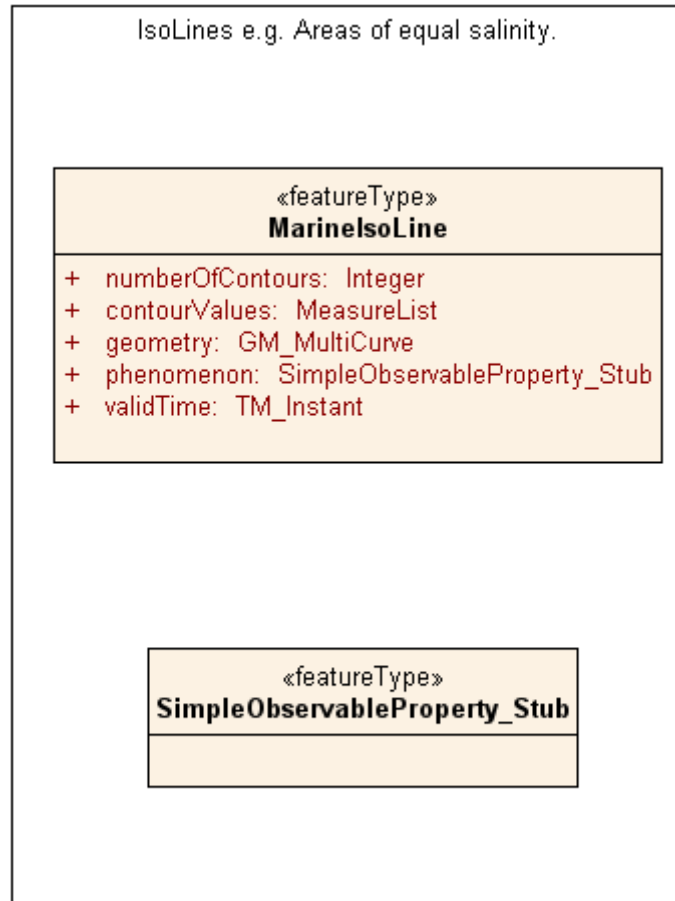 IsoLines e.g. Areas of equal salinity.
«featureType»
MarineIsoLine
+ numberOfContours: Integer
+ contourValues: MeasureList
+ geometry: GM_MultiCurve
+ phenomenon: SimpleObservableProperty_Stub
+ validTime: TM_Instant
«featureType»
SimpleObservableProperty_Stub